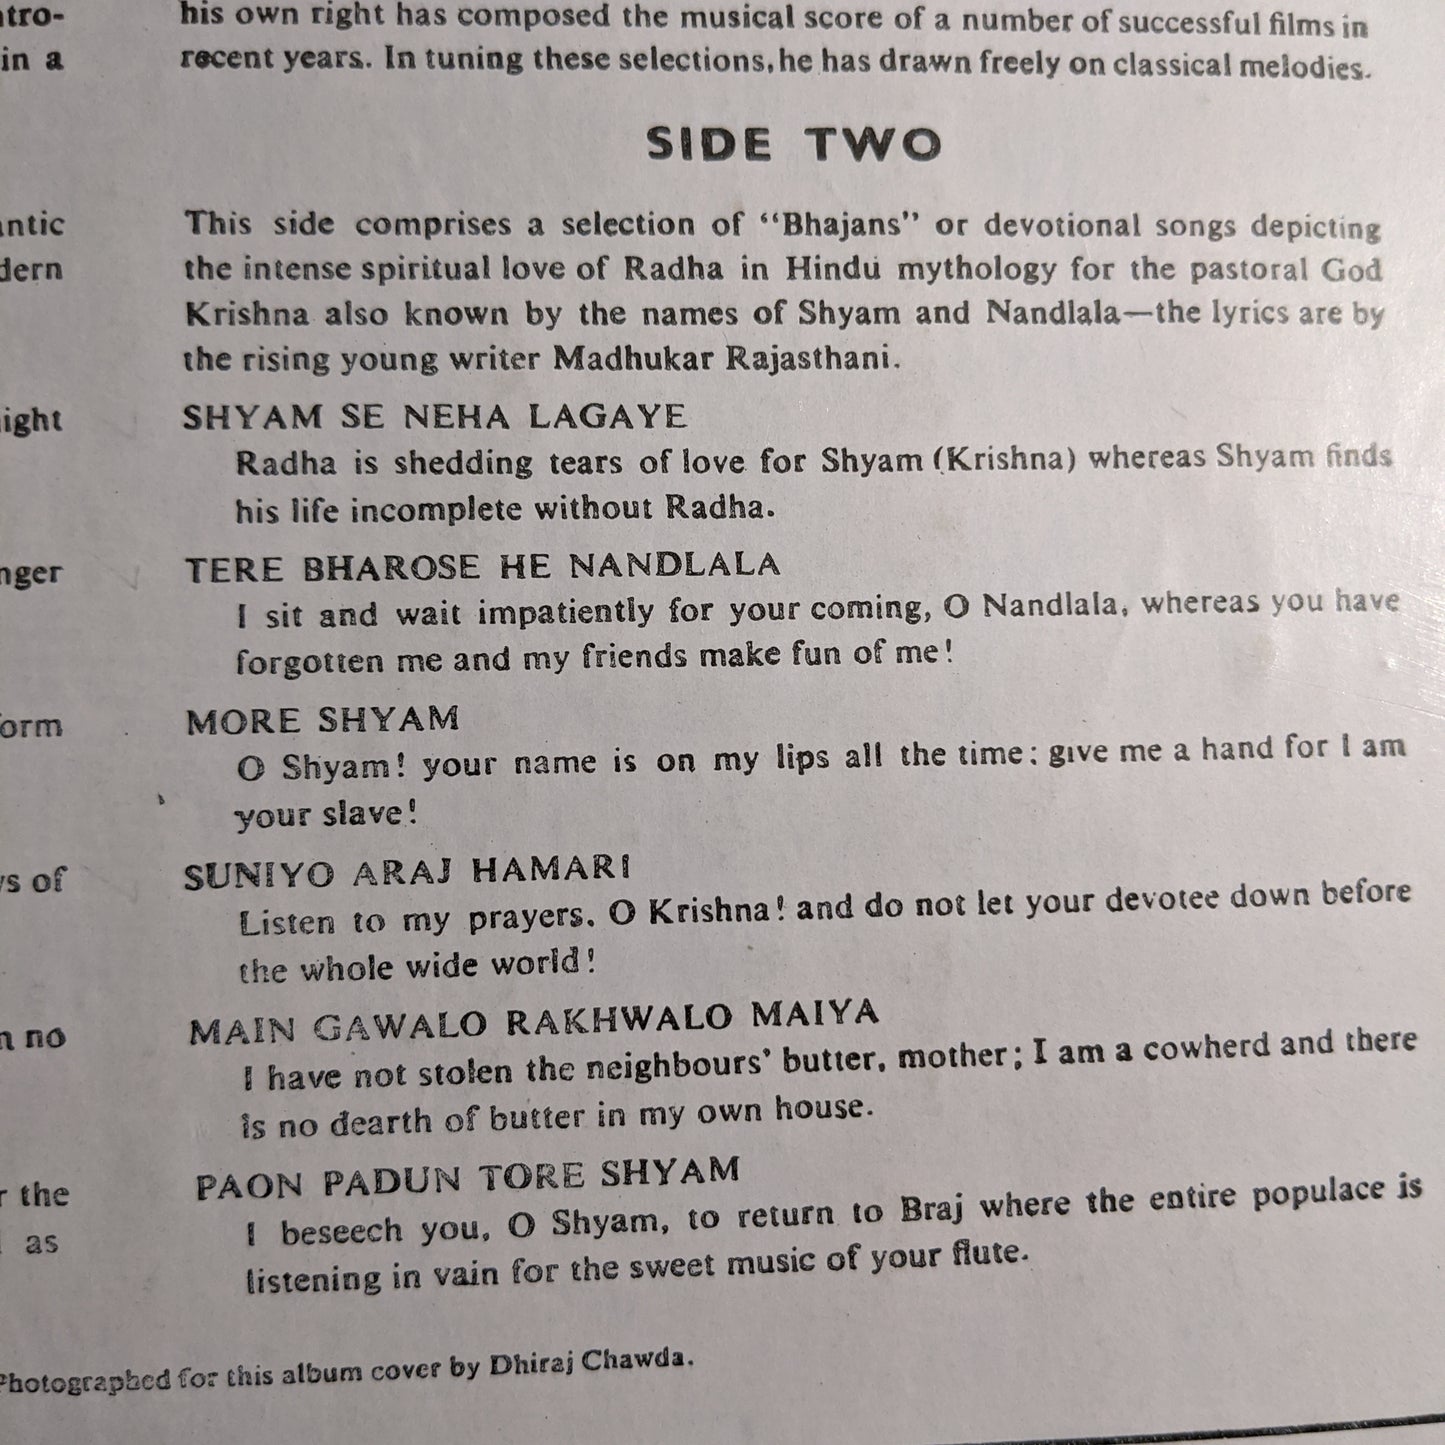 ntro-
in a
his own right has composed the musical score of a number of successful films in
recent years. In tuning these selections, he has drawn freely on classical melodies.
SIDE TWO
antic
dern
This side comprises a selection of “Bhajans” or devotional songs depicting
the intense spiritual love of Radha in Hindu mythology for the pastoral God
Krishna also known by the names of Shyam and Nandlala—the lyrics are by
the rising young writer Madhukar Rajasthani.
ight
SHYAM SE NEHA LAGAYE
Radha is shedding tears of love for Shyam (Krishna) whereas Shyam finds
his life incomplete without Radha.
nger
TERE BHAROSE HE NANDLALA
I sit and wait impatiently for your coming, O Nandlala, whereas you have
forgotten me and my friends make fun of me!
orm
MORE SHYAM
O Shyam! your name is on my lips all the time: give me a hand for I am
your slave!
s of
SUNIYO ARAJ HAMARI
Listen to my prayers, O Krishna! and do not let your devotee down before
the whole wide world!
no
MAIN GAWALO RAKHWALO MAIYA
I have not stolen the neighbours’ butter, mother; I am a cowherd and there
is no dearth of butter in my own house.
r the
as
PAON PADUN TORE SHYAM
I beseech you, O Shyam, to return to Braj where the entire populace is
listening in vain for the sweet music of your flute.
Photographed for this album cover by Dhiraj Chawda.